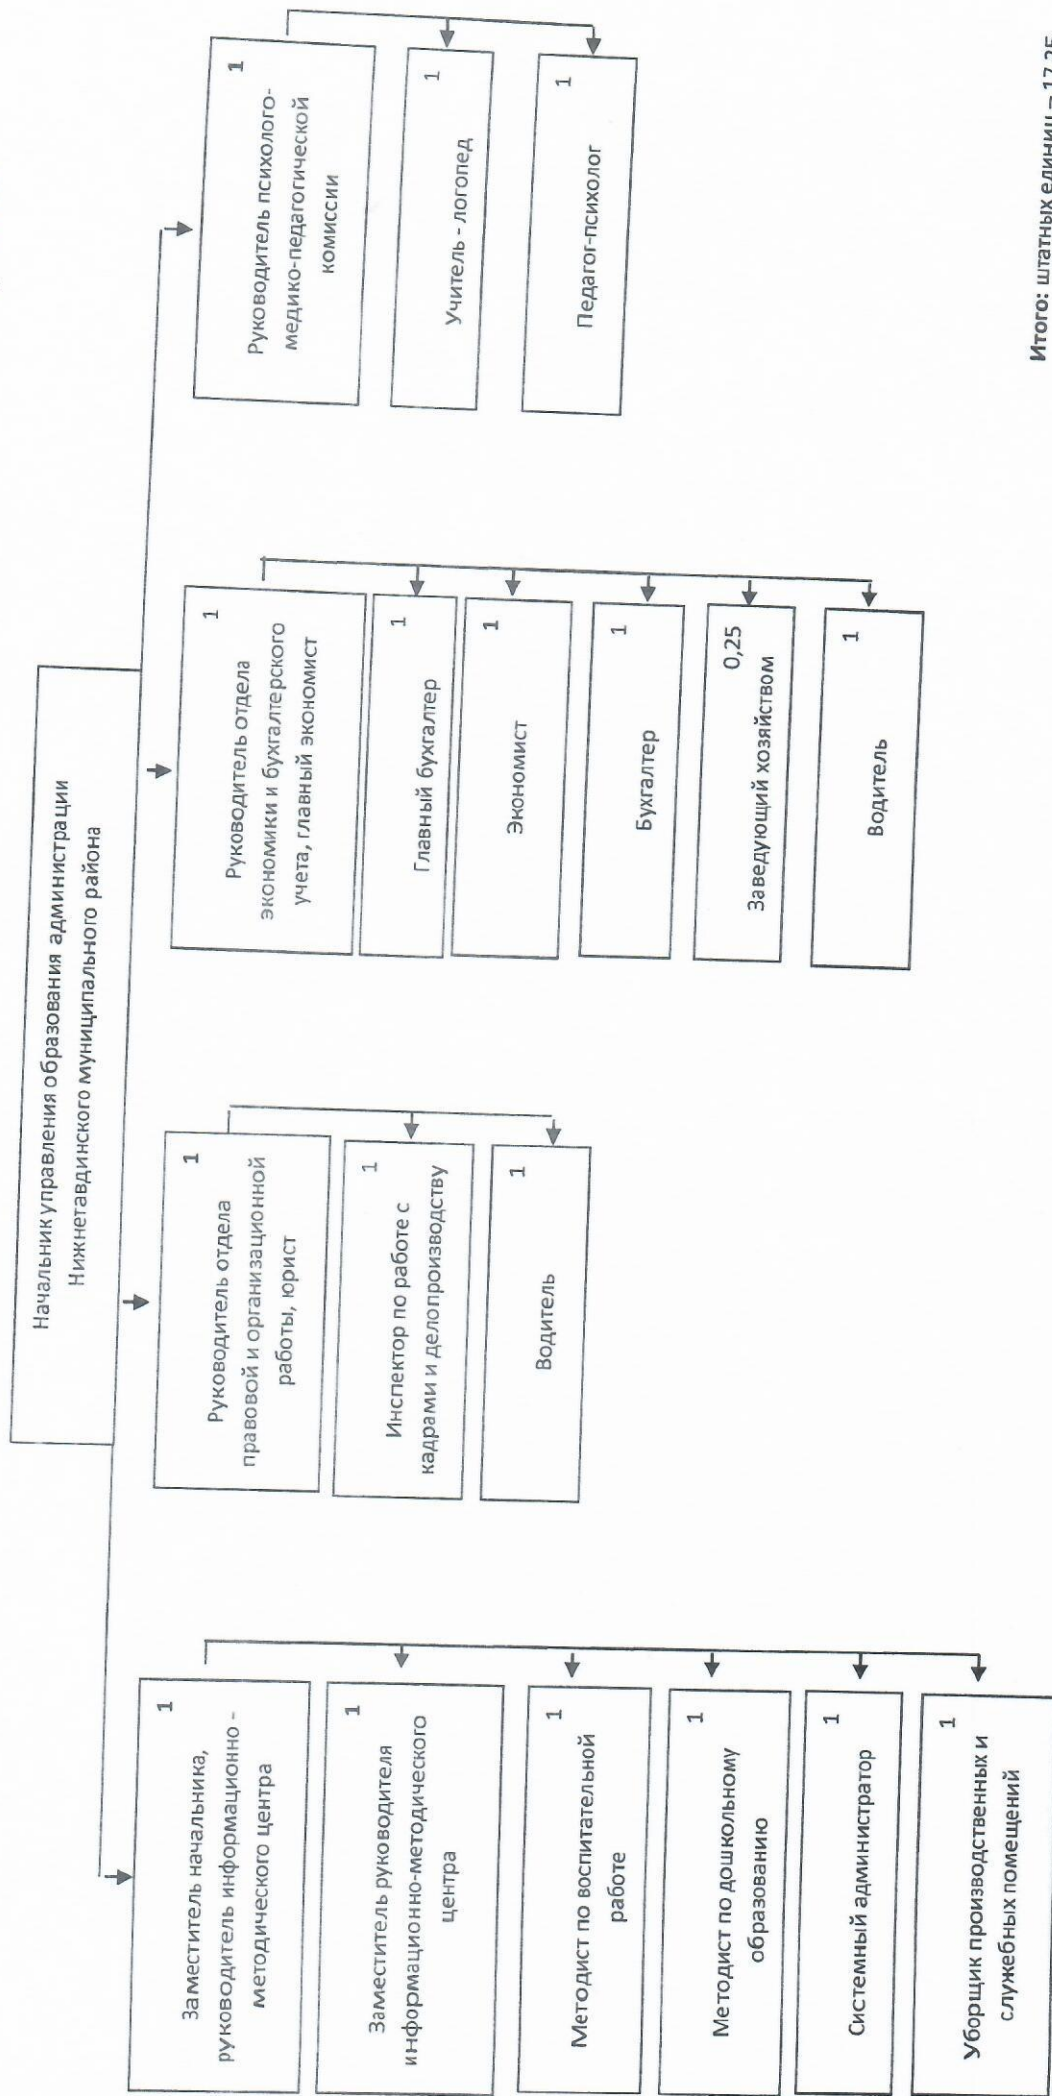 Начальник управления образования администрации
Нижнетавдинского муниципального района
1
Заместитель начальника,
руководитель информационно -
методического центра
1
Заместитель руководителя
информационно-методического
центра
1
Методист по воспитательной
работе
1
Методист по дошкольному
образованию
1
Системный администратор
1
Уборщик производственных и
служебных помещений
1
Руководитель отдела
правовой и организационной
работы, юрист
1
Инспектор по работе с
кадрами и делопроизводству
1
Водитель
1
Руководитель отдела
экономики и бухгалтерского
учета, главный экономист
1
Главный бухгалтер
1
Экономист
1
Бухгалтер
0,25
Заведующий хозяйством
1
Водитель
1
Руководитель психолого-
медико-педагогической
комиссии
1
Учитель - логопед
1
Педагог-психолог
Итого: штатных единиц – 17,25